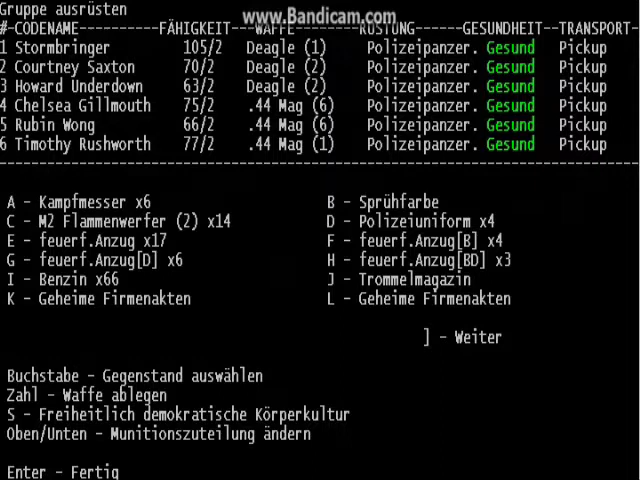 Gruppe ausrüsten
www.Bandicam.com
#-CODENAME------------FÄHIGKEIT---WAFFE--------RÜSTUNG------GESUNDHEIT--TRANSPORT-
1 Stormbringer 105/2 Deagle (1) Polizeipanzer. Gesund Pickup
2 Courtney Saxton 70/2 Deagle (2) Polizeipanzer. Gesund Pickup
3 Howard Underdown 63/2 Deagle (2) Polizeipanzer. Gesund Pickup
4 Chelsea Gillmouth 75/2 .44 Mag (6) Polizeipanzer. Gesund Pickup
5 Rubin Wong 66/2 .44 Mag (6) Polizeipanzer. Gesund Pickup
6 Timothy Rushworth 77/2 .44 Mag (1) Polizeipanzer. Gesund Pickup
A - Kampfmesser x6 B - Sprühfarbe
C - M2 Flammenwerfer (2) x14 D - Polizeiuniform x4
E - feuerf.Anzug x17 F - feuerf.Anzug[B] x4
G - feuerf.Anzug[D] x6 H - feuerf.Anzug[BD] x3
I - Benzin x66 J - Trommelmagazin
K - Geheime Firmenakten L - Geheime Firmenakten
] - Weiter
Buchstabe - Gegenstand auswählen
Zahl - Waffe ablegen
S - Freiheitlich demokratische Körperkultur
Oben/Unten - Munitionszuteilung ändern
Enter - Fertig